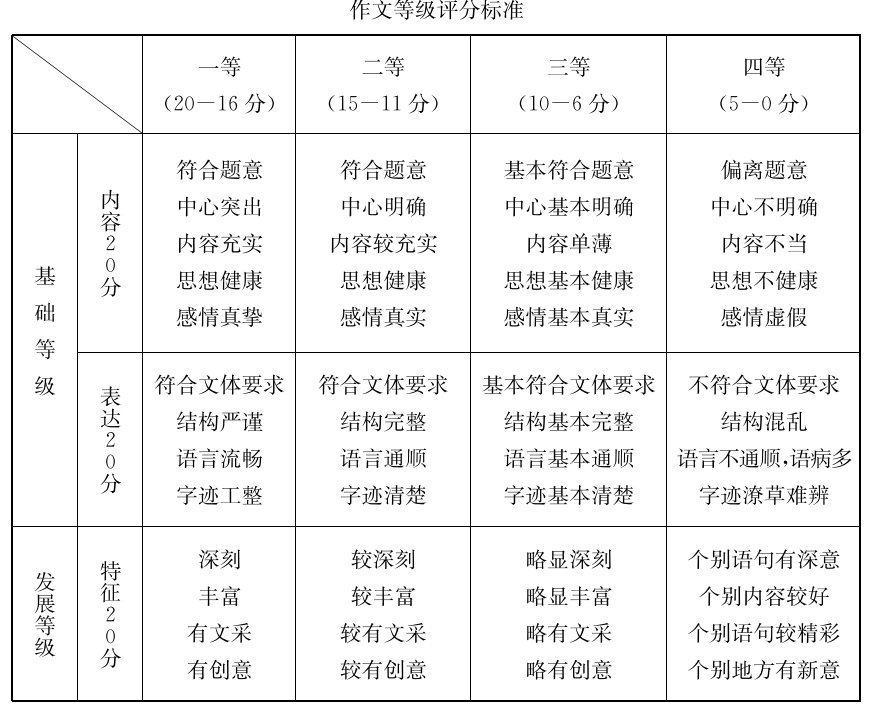 作文等级评分标准
一等 二等 三等 四等
（20－16分） （15－11分） （10－6分） （5－0分）
基础等级
内容20分
符合题意 符合题意 基本符合题意 偏离题意
中心突出 中心明确 中心基本明确 中心不明确
内容充实 内容较充实 内容单薄 内容不当
思想健康 思想健康 思想基本健康 思想不健康
感情真挚 感情真实 感情基本真实 感情虚假
表达20分
符合文体要求 符合文体要求 基本符合文体要求 不符合文体要求
结构严谨 结构完整 结构基本完整 结构混乱
语言流畅 语言通顺 语言基本通顺 语言不通顺,语病多
字迹工整 字迹清楚 字迹基本清楚 字迹潦草难辨
发展等级
特征20分
深刻 较深刻 略显深刻 个别语句有深意
丰富 较丰富 略显丰富 个别内容较好
有文采 较有文采 略有文采 个别语句较精彩
有创意 较有创意 略有创意 个别地方有新意